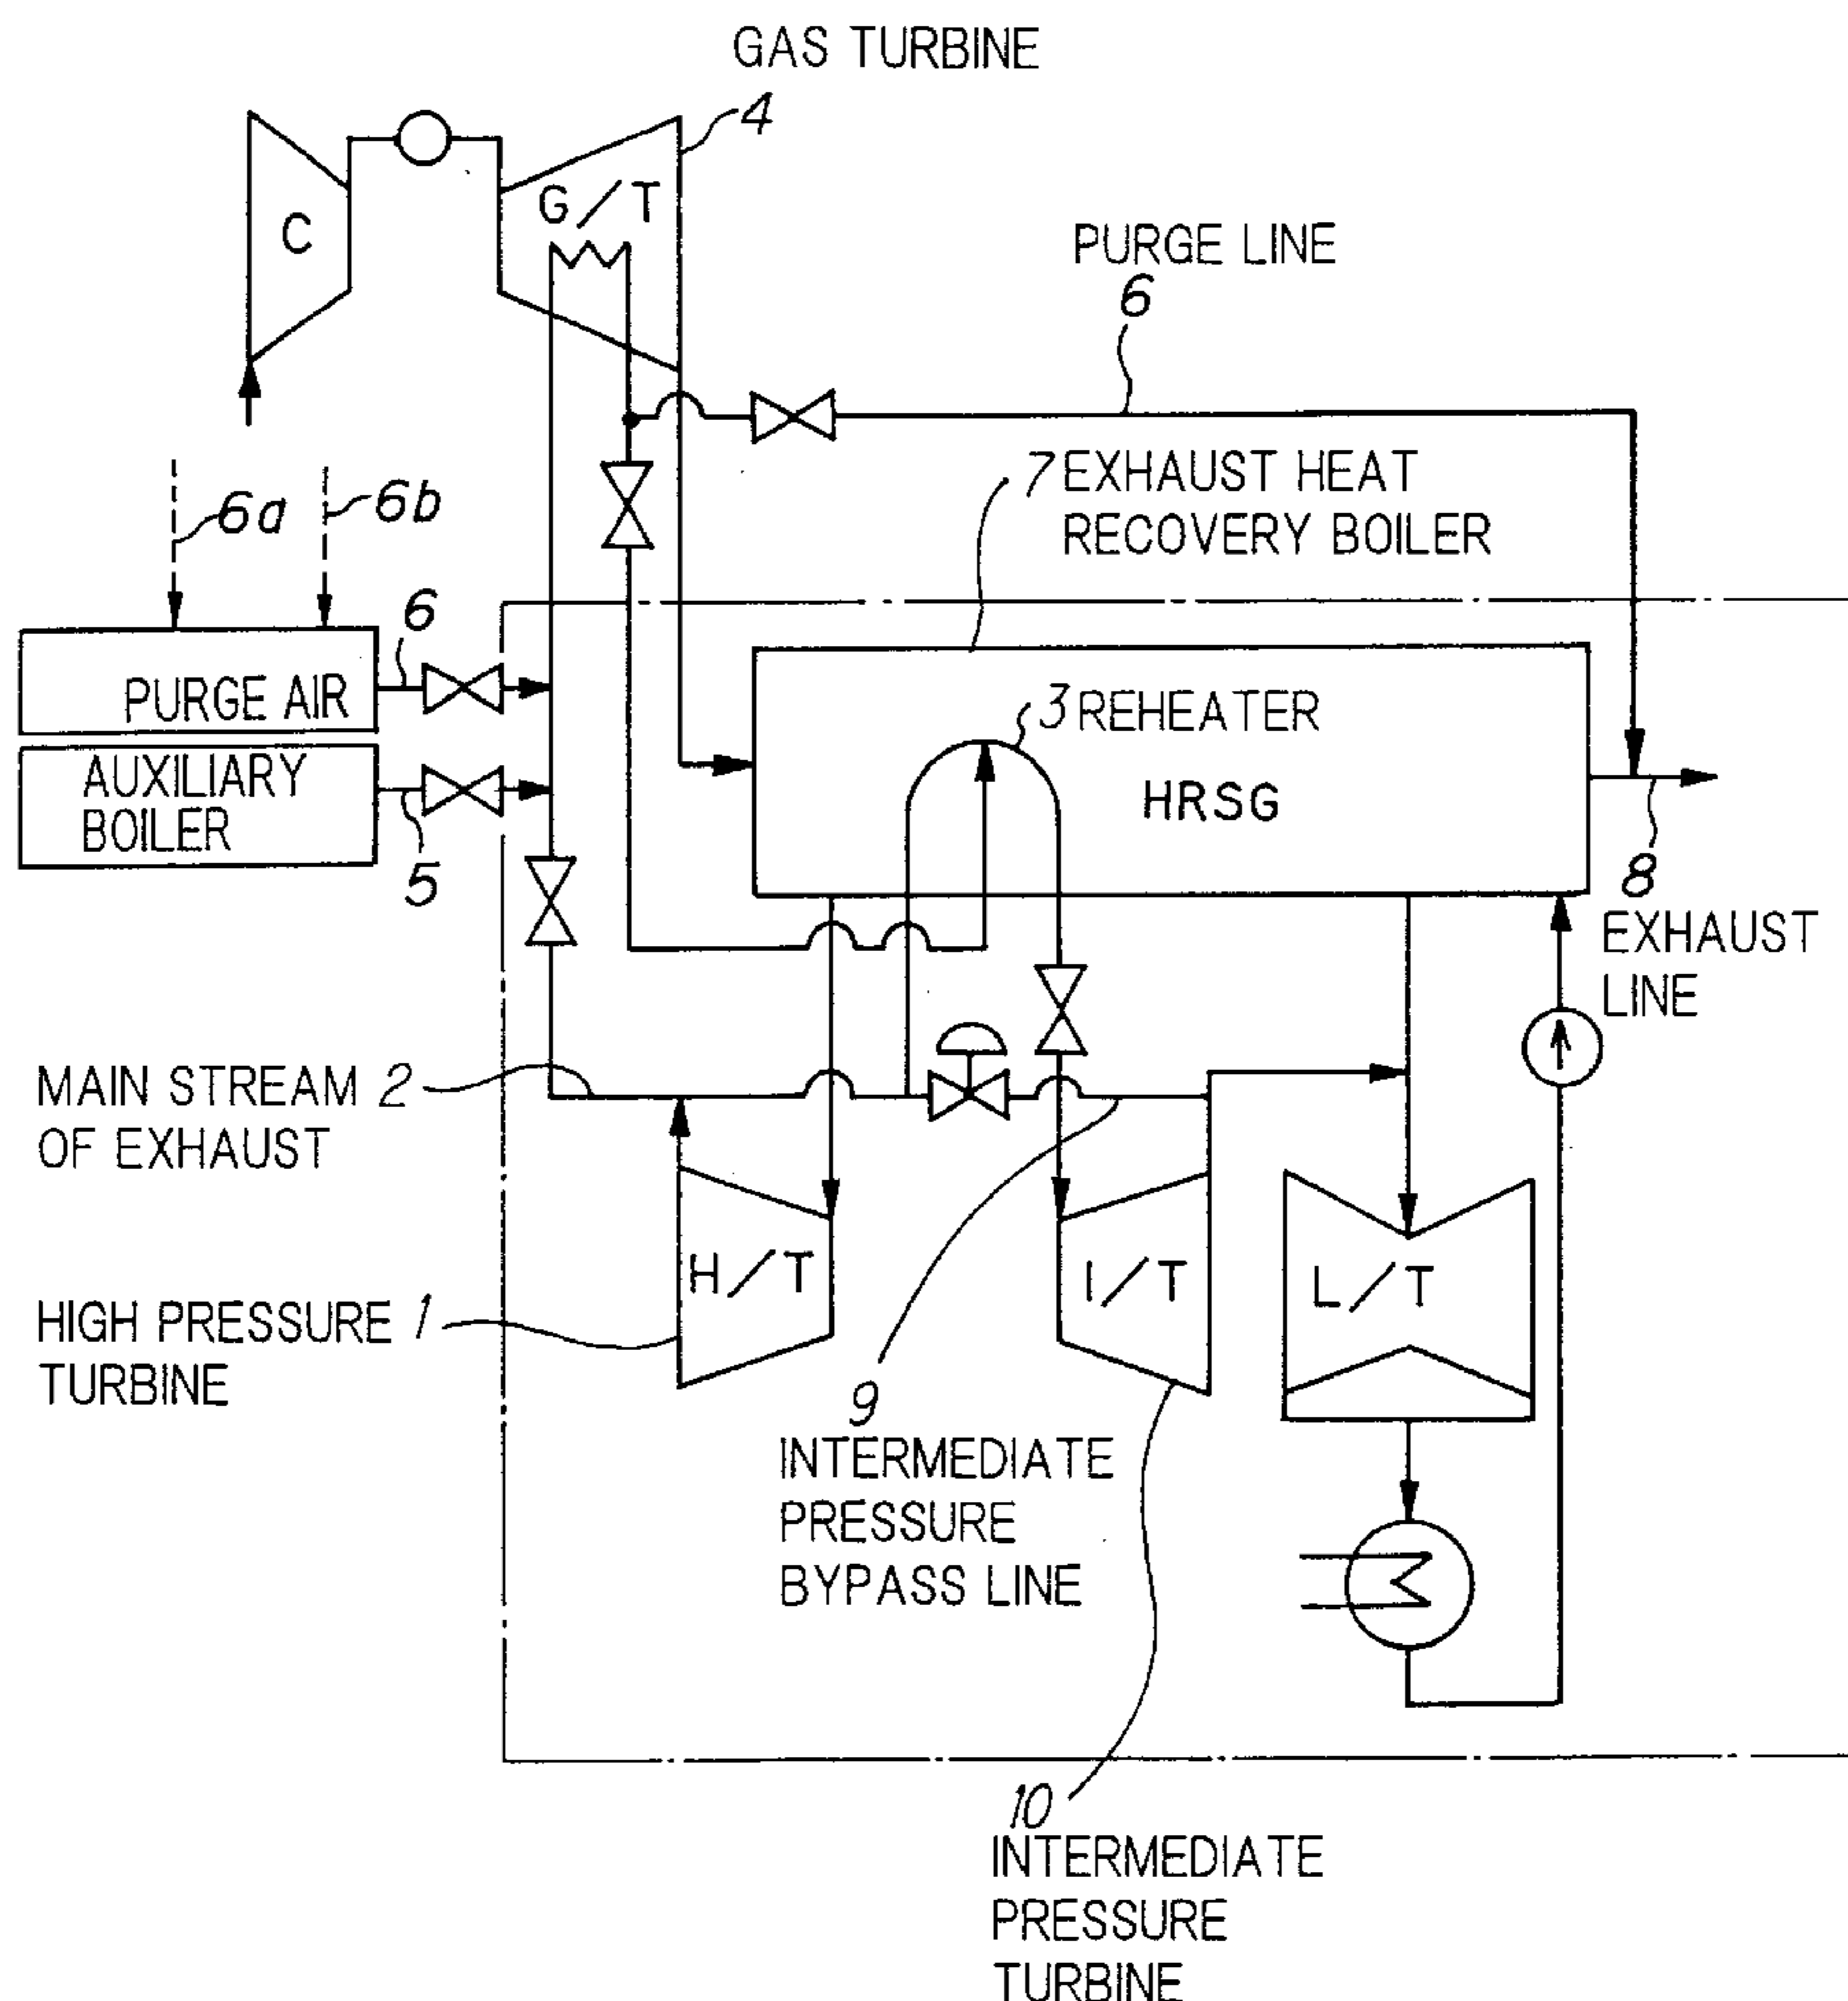 GAS TURBINE
4
C
G/T
PURGE LINE
6
7 EXHAUST HEAT
RECOVERY BOILER
6a
6b
6
PURGE AIR
3 REHEATER
HRSG
AUXILIARY
BOILER
5
8
EXHAUST
LINE
MAIN STREAM 2
OF EXHAUST
H/T
I/T
L/T
HIGH PRESSURE 1
TURBINE
9
INTERMEDIATE
PRESSURE
BYPASS LINE
10
INTERMEDIATE
PRESSURE
TURBINE